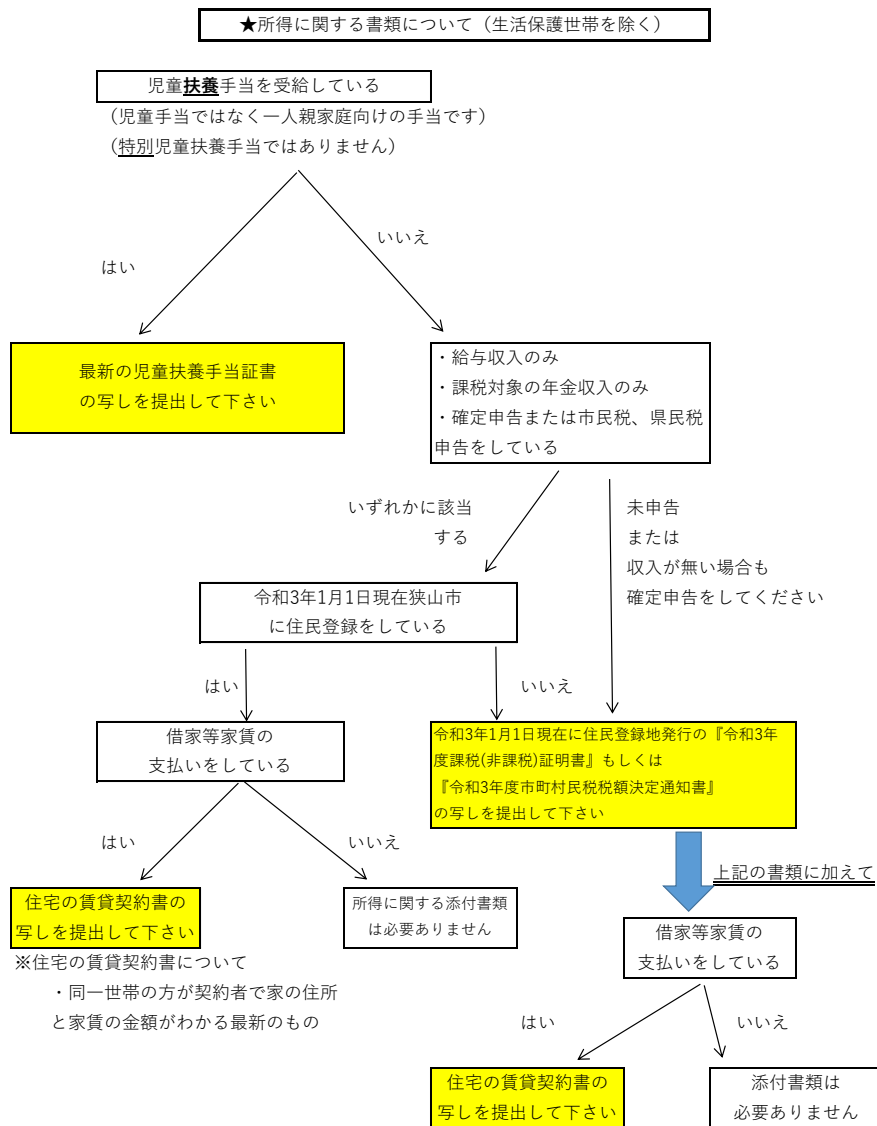 ★所得に関する書類について（生活保護世帯を除く）
児童扶養手当を受給している
（児童手当ではなく一人親家庭向けの手当です）
（特別児童扶養手当ではありません）
いいえ
はい
最新の児童扶養手当証書
の写しを提出して下さい
・給与収入のみ
・課税対象の年金収入のみ
・確定申告または市民税、県民税
申告をしている
いずれかに該当
する
未申告
または
収入が無い場合も
確定申告をしてください
令和3年1月1日現在狭山市
に住民登録をしている
はい
いいえ
借家等家賃の
支払いをしている
令和3年1月1日現在に住民登録地発行の『令和3年
度課税(非課税)証明書』もしくは
『令和3年度市町村民税税額決定通知書』
の写しを提出して下さい
はい
いいえ
上記の書類に加えて
住宅の賃貸契約書の
写しを提出して下さい
所得に関する添付書類
は必要ありません
※住宅の賃貸契約書について
・同一世帯の方が契約者で家の住所
と家賃の金額がわかる最新のもの
借家等家賃の
支払いをしている
はい
いいえ
住宅の賃貸契約書の
写しを提出して下さい
添付書類は
必要ありません